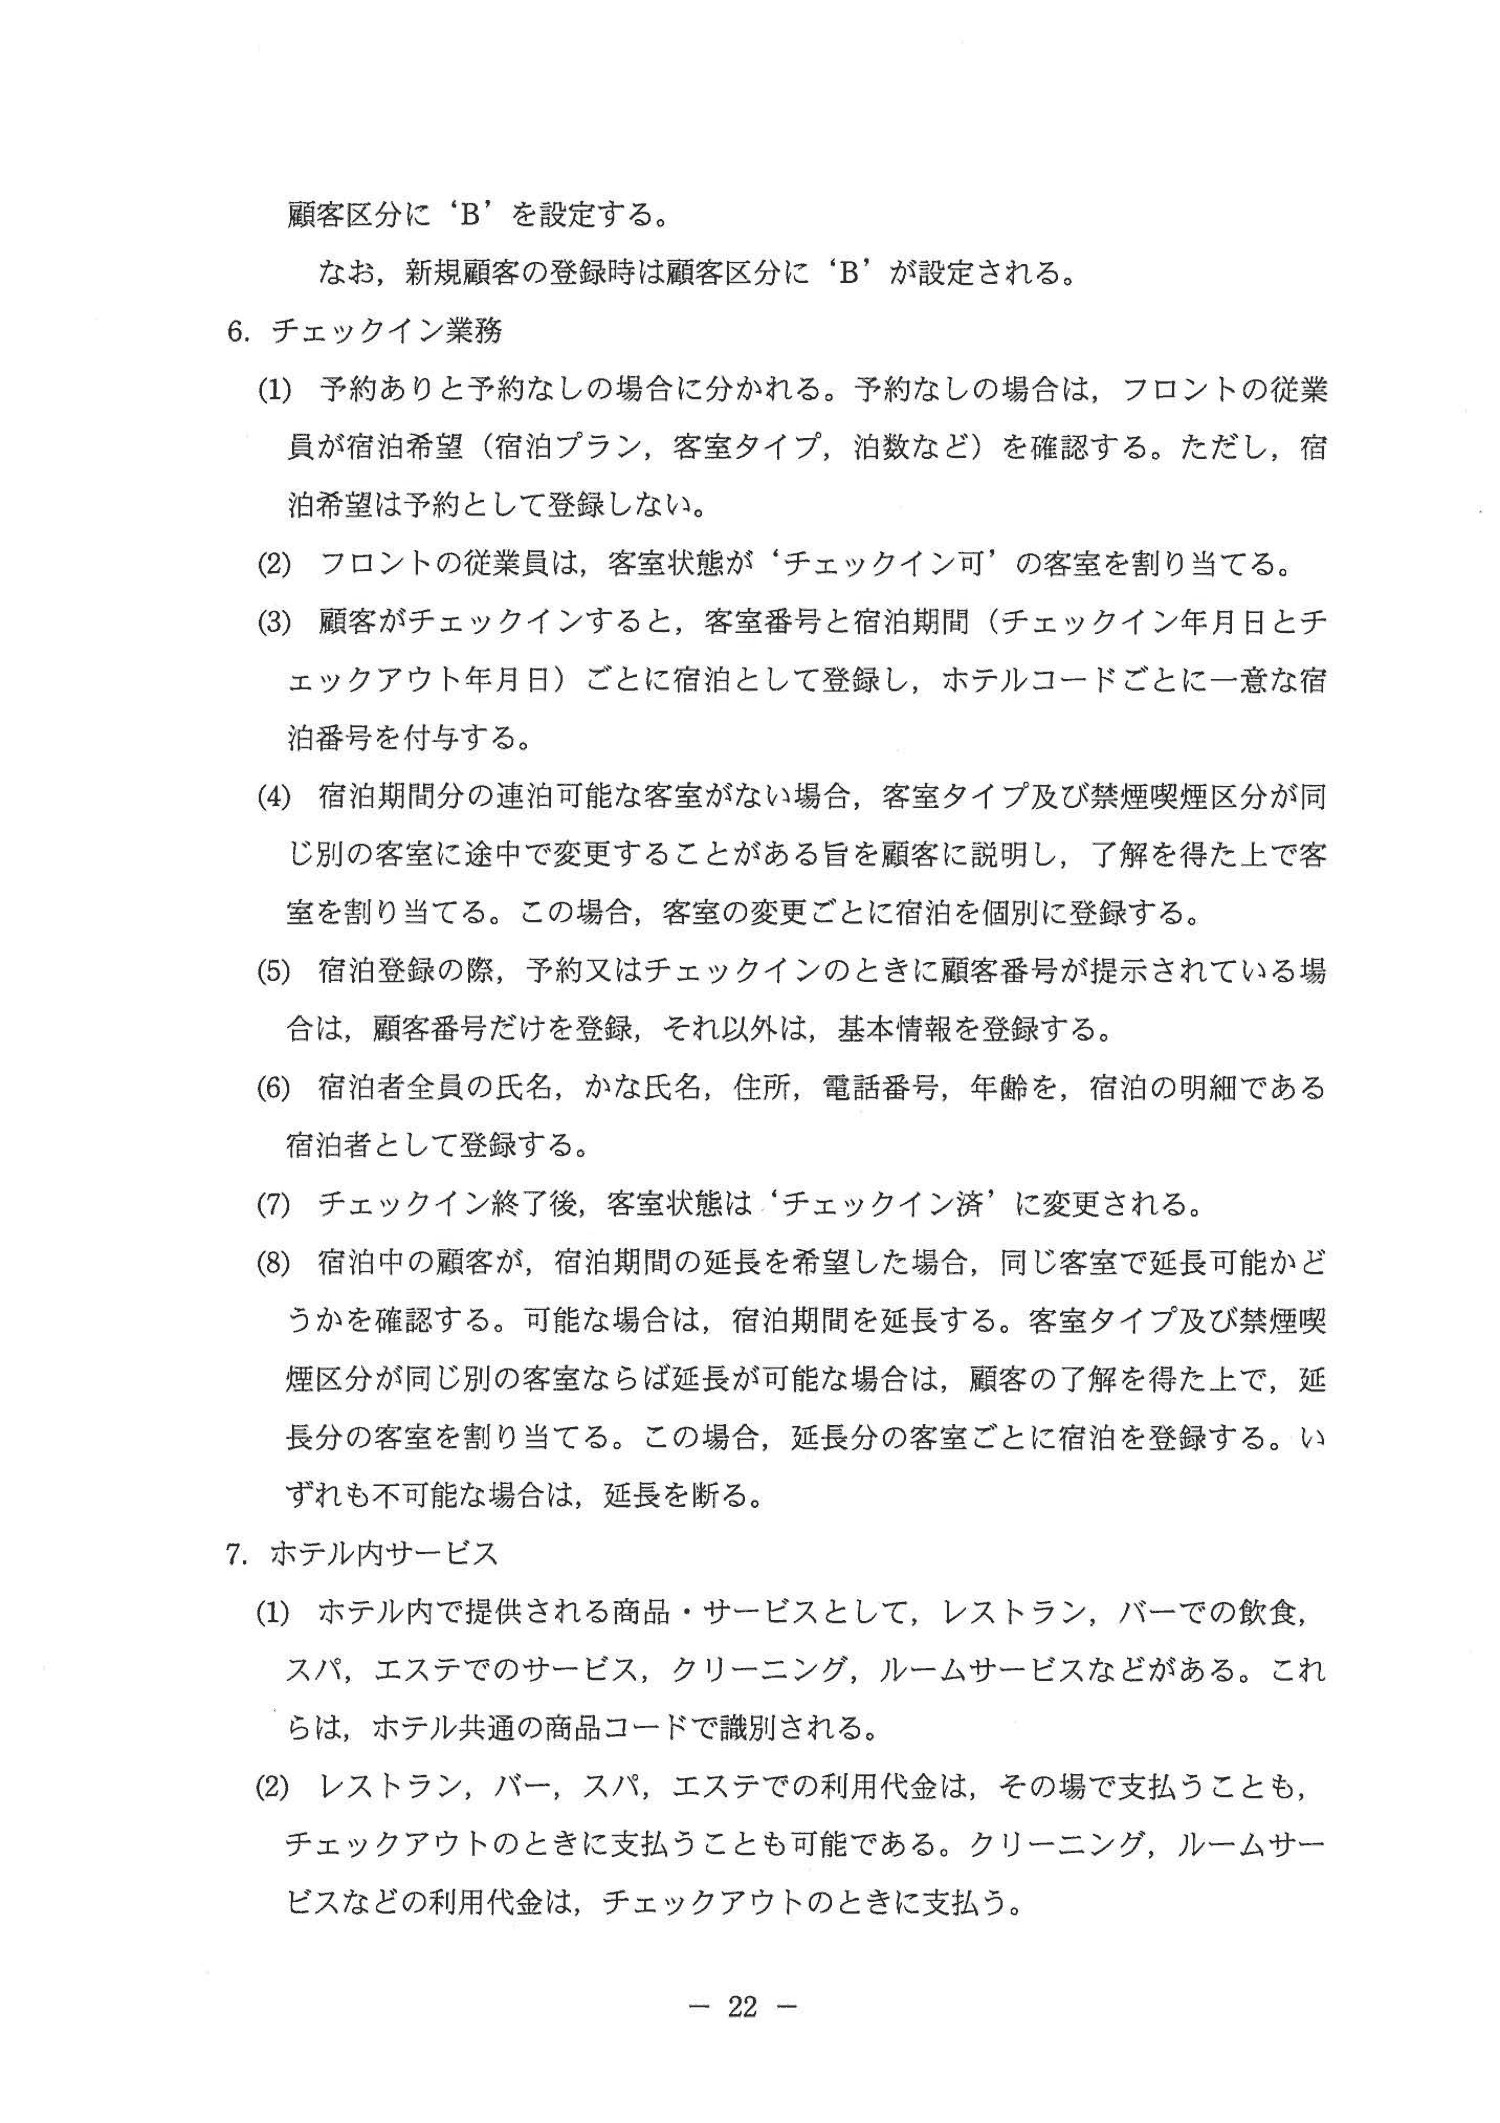 顧客区分に‘B’を設定する。
なお，新規顧客の登録時は顧客区分に‘B’が設定される。
6. チェックイン業務
(1) 予約ありと予約なしの場合に分かれる。予約なしの場合は，フロントの従業
員が宿泊希望（宿泊プラン，客室タイプ，泊数など）を確認する。ただし，宿
泊希望は予約として登録しない。
(2) フロントの従業員は，客室状態が‘チェックイン可’の客室を割り当てる。
(3) 顧客がチェックインすると，客室番号と宿泊期間（チェックイン年月日とチ
ェックアウト年月日）ごとに宿泊として登録し，ホテルコードごとに一意な宿
泊番号を付与する。
(4) 宿泊期間分の連泊可能な客室がない場合，客室タイプ及び禁煙喫煙区分が同
じ別の客室に途中で変更することがある旨を顧客に説明し，了解を得た上で客
室を割り当てる。この場合，客室の変更ごとに宿泊を個別に登録する。
(5) 宿泊登録の際，予約又はチェックインのときに顧客番号が提示されている場
合は，顧客番号だけを登録，それ以外は，基本情報を登録する。
(6) 宿泊者全員の氏名，かな氏名，住所，電話番号，年齢を，宿泊の明細である
宿泊者として登録する。
(7) チェックイン終了後，客室状態は‘チェックイン済’に変更される。
(8) 宿泊中の顧客が，宿泊期間の延長を希望した場合，同じ客室で延長可能かど
うかを確認する。可能な場合は，宿泊期間を延長する。客室タイプ及び禁煙喫
煙区分が同じ別の客室ならば延長が可能な場合は，顧客の了解を得た上で，延
長分の客室を割り当てる。この場合，延長分の客室ごとに宿泊を登録する。い
ずれも不可能な場合は，延長を断る。
7. ホテル内サービス
(1) ホテル内で提供される商品・サービスとして，レストラン，バーでの飲食，
スパ，エステでのサービス，クリーニング，ルームサービスなどがある。これ
らは，ホテル共通の商品コードで識別される。
(2) レストラン，バー，スパ，エステでの利用代金は，その場で支払うことも，
チェックアウトのときに支払うことも可能である。クリーニング，ルームサー
ビスなどの利用代金は，チェックアウトのときに支払う。
－ 22 －